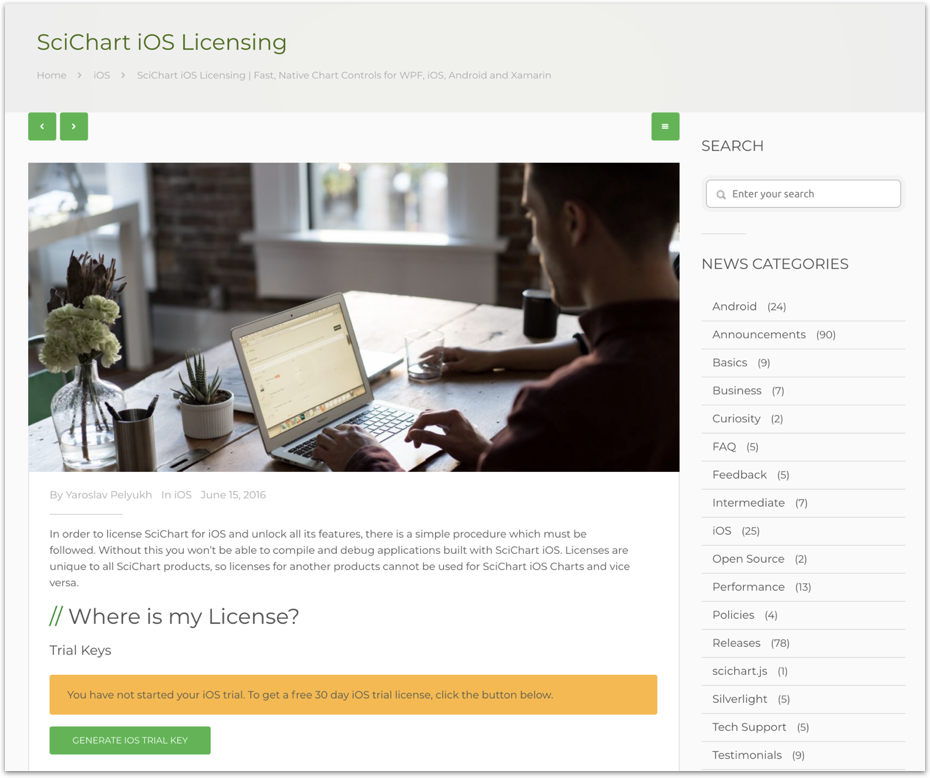 SciChart iOS Licensing
Home > iOS > SciChart iOS Licensing | Fast, Native Chart Controls for WPF, iOS, Android and Xamarin
By Yaroslav Pelyukh In iOS June 15, 2016
In order to license SciChart for iOS and unlock all its features, there is a simple procedure which must be
followed. Without this you won't be able to compile and debug applications built with SciChart iOS. Licenses are
unique to all SciChart products, so licenses for another products cannot be used for SciChart iOS Charts and vice
versa.
// Where is my License?
Trial Keys
You have not started your iOS trial. To get a free 30 day iOS trial license, click the button below.
GENERATE IOS TRIAL KEY
SEARCH
Enter your search
NEWS CATEGORIES
Android (24)
Announcements (90)
Basics (9)
Business (7)
Curiosity (2)
FAQ (5)
Feedback (5)
Intermediate (7)
iOS (25)
Open Source (2)
Performance (13)
Policies (4)
Releases (78)
scichart.js (1)
Silverlight (5)
Tech Support (5)
Testimonials (9)